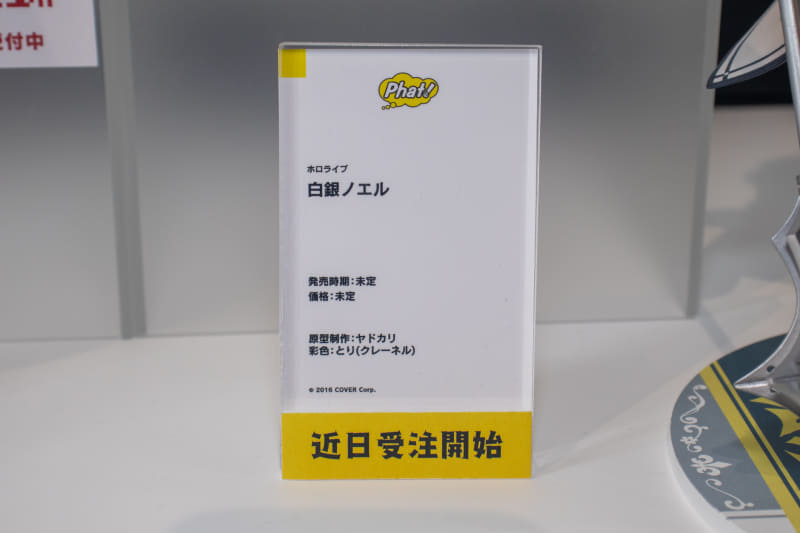 付中
Phat!
ホロライブ
白銀ノエル
発売時期：未定
価格：未定
原型制作：ヤドカリ
彩色：とり(クレーネル)
© 2016 COVER Corp.
近日受注開始